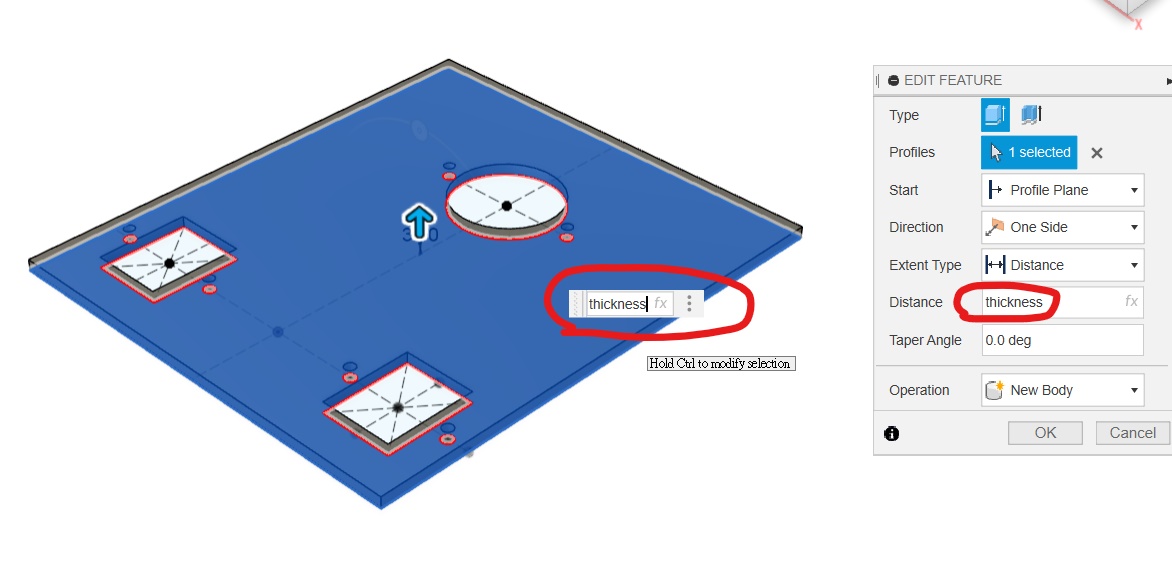 X
EDIT FEATURE
Type
Profiles 1 selected
Start Profile Plane
Direction One Side
Extent Type Distance
Distance thickness fx
Taper Angle 0.0 deg
Operation New Body
OK Cancel
thickness fx
Hold Ctrl to modify selection